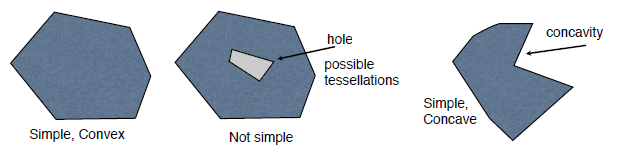 Simple, Convex
hole
possible
tessellations
Not simple
concavity
Simple,
Concave